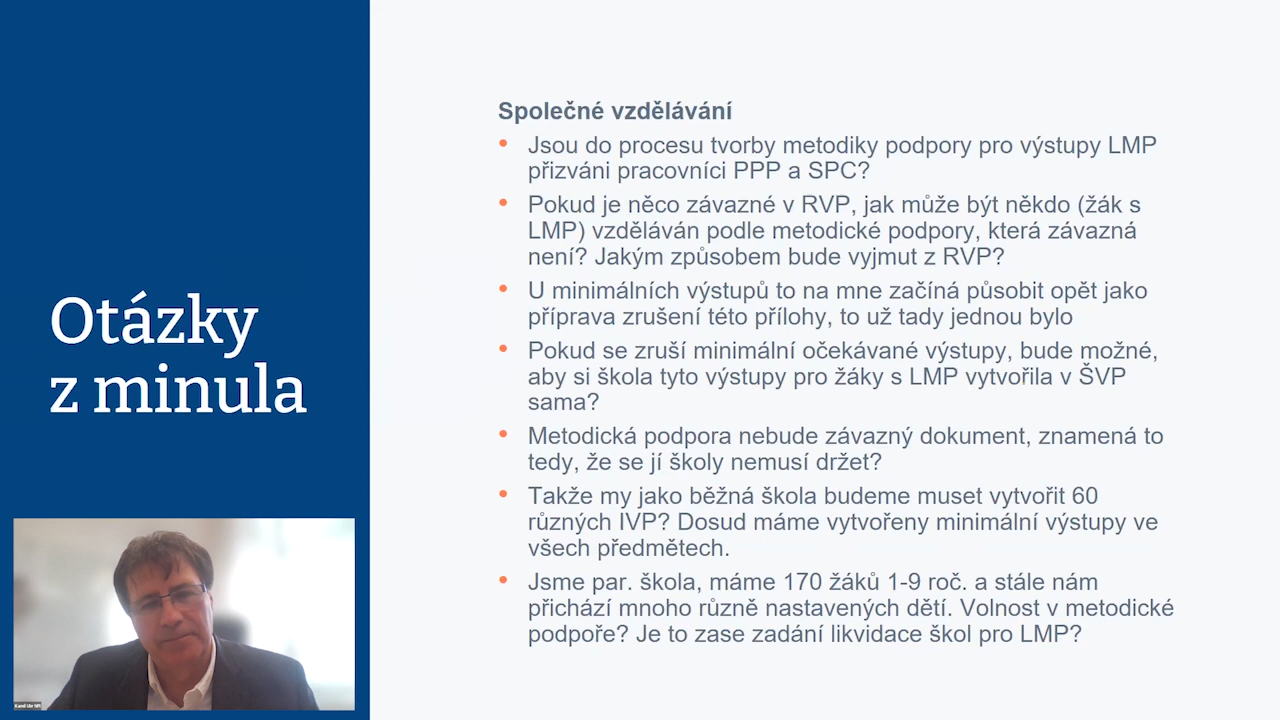 Otázky
z minula
Společné vzdělávání
• Jsou do procesu tvorby metodiky podpory pro výstupy LMP
přizváni pracovníci PPP a SPC?
• Pokud je něco závazné v RVP, jak může být někdo (žák s
LMP) vzděláván podle metodické podpory, která závazná
není? Jakým způsobem bude vyjmut z RVP?
• U minimálních výstupů to na mne začíná působit opět jako
příprava zrušení této přílohy, to už tady jednou bylo
• Pokud se zruší minimální očekávané výstupy, bude možné,
aby si škola tyto výstupy pro žáky s LMP vytvořila v ŠVP
sama?
• Metodická podpora nebude závazný dokument, znamená to
tedy, že se jí školy nemusí držet?
• Takže my jako běžná škola budeme muset vytvořit 60
různých IVP? Dosud máme vytvořeny minimální výstupy ve
všech předmětech.
• Jsme par. škola, máme 170 žáků 1-9 roč. a stále nám
přichází mnoho různě nastavených dětí. Volnost v metodické
podpoře? Je to zase zadání likvidace škol pro LMP?